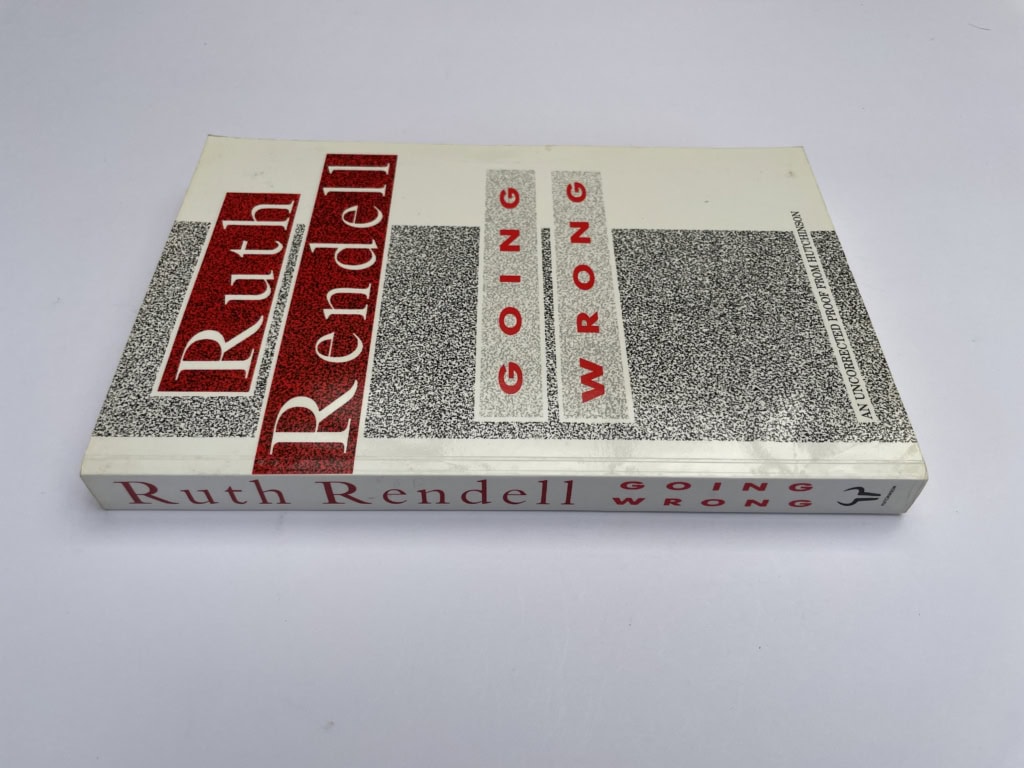 Ruth
Rendell
GOING
WRONG
AN UNCORRECTED PROOF FROM HUTCHINSON
Ruth Rendell
GOING
WRONG